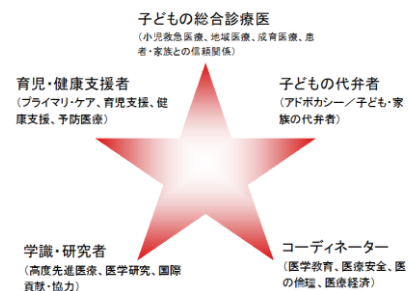 子どもの総合診療医
（小児救急医療、地域医療、成育医療、患
者・家族との信頼関係）
育児・健康支援者
（プライマリ・ケア、育児支援、健
康支援、予防医療）
子どもの代弁者
（アドボカシー／子ども・家
族の代弁者）
学識・研究者
（高度先進医療、医学研究、国際
貢献・協力）
コーディネーター
（医学教育、医療安全、医
の倫理、医療経済）